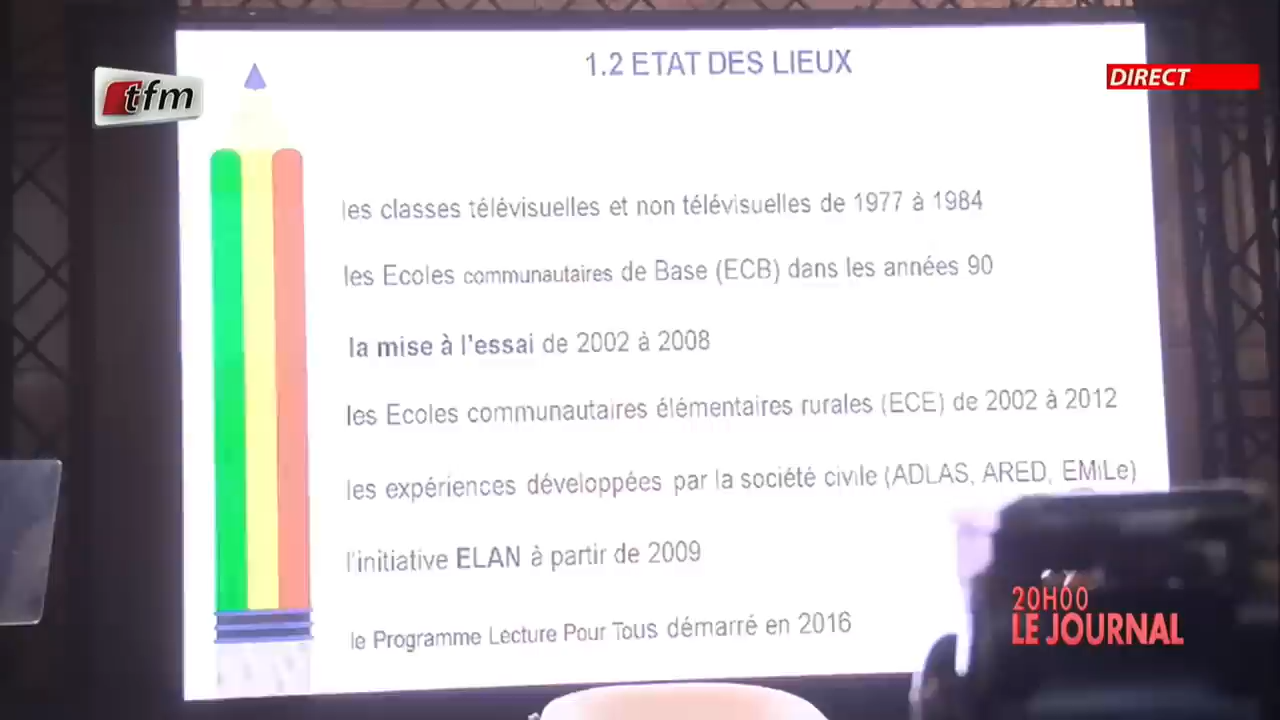 1.2 ETAT DES LIEUX
tfm
DIRECT
les classes télévisuelles et non télévisuelles de 1977 à 1984
les Ecoles communautaires de Base (ECB) dans les années 90
la mise à l'essai de 2002 à 2008
les Ecoles communautaires élémentaires rurales (ECE) de 2002 à 2012
les expériences développées par la société civile (ADLAS, ARED, EMiLe)
l'initiative ELAN à partir de 2009
20H00
LE JOURNAL
le Programme Lecture Pour Tous démarré en 2016